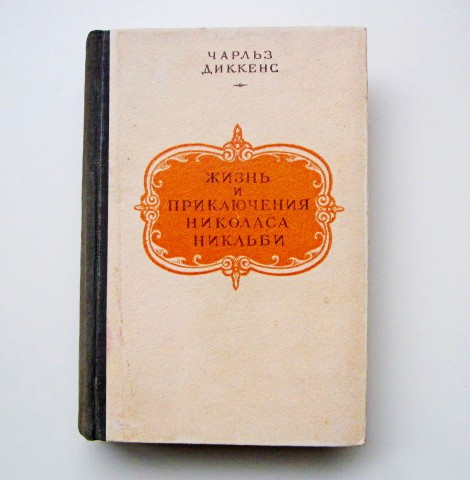 ЧАРЛЬЗ
ДИККЕНС
ЖИЗНЬ
И
ПРИКЛЮЧЕНИЯ
НИКОЛАСА
НИКЛЬБИ